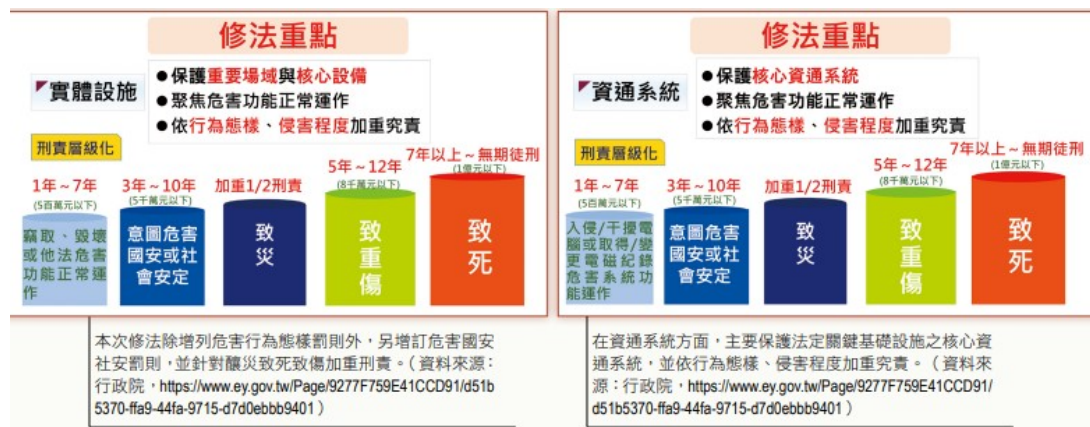 修法重點
實體設施
●保護重要場域與核心設備
●聚焦危害功能正常運作
●依行為態樣、侵害程度加重究責
刑責層級化
1年～7年
(5百萬元以下)
竊取、毀壞
或他法危害
功能正常運
作
3年～10年
(5千萬元以下)
意圖危害
國安或社
會安定
加重1/2刑責
致
災
5年～12年
(8千萬元以下)
致
重
傷
7年以上～無期徒刑
(1億元以下)
致
死
本次修法除增列危害行為態樣罰則外，另增訂危害國安
社安罰則，並針對釀災致死致傷加重刑責。（資料來源：
行政院，https://www.ey.gov.tw/Page/9277F759E41CCD91/d51b
5370-ffa9-44fa-9715-d7d0ebbb9401）
修法重點
資通系統
●保護核心資通系統
●聚焦危害功能正常運作
●依行為態樣、侵害程度加重究責
刑責層級化
1年～7年
(5百萬元以下)
入侵/干擾電
腦或取得/變
更電磁紀錄
危害系統功
能運作
3年～10年
(5千萬元以下)
意圖危害
國安或社
會安定
加重1/2刑責
致
災
5年～12年
(8千萬元以下)
致
重
傷
7年以上～無期徒刑
(1億元以下)
致
死
在資通系統方面，主要保護法定關鍵基礎設施之核心資
通系統，並依行為態樣、侵害程度加重究責。（資料來
源：行政院，https://www.ey.gov.tw/Page/9277F759E41CCD91/
d51b5370-ffa9-44fa-9715-d7d0ebbb9401）